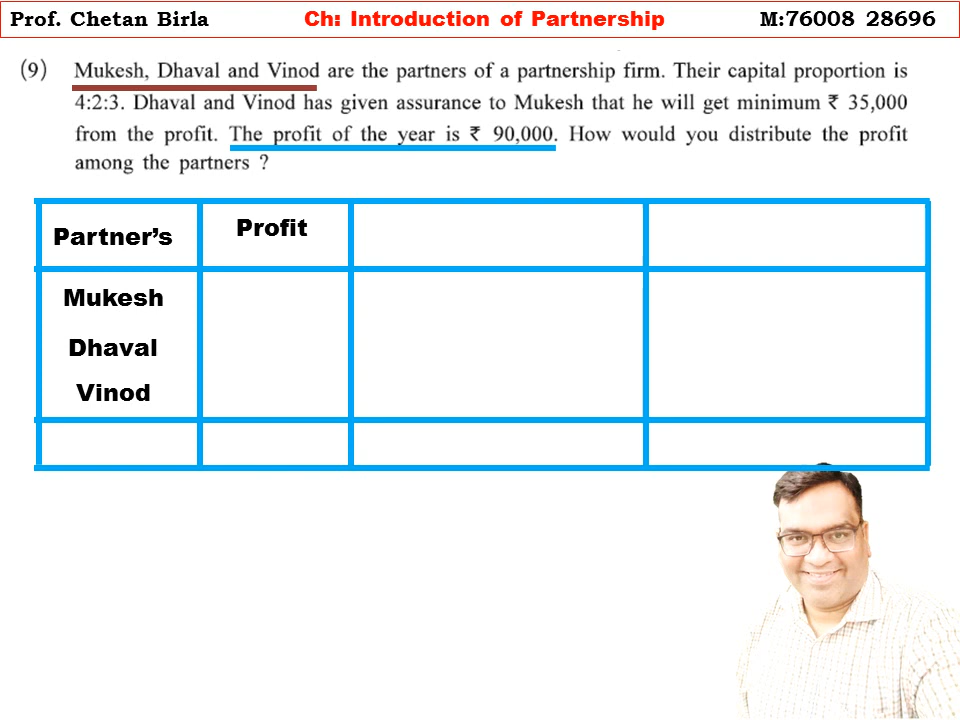 Prof. Chetan Birla Ch: Introduction of Partnership M:76008 28696
(9) Mukesh, Dhaval and Vinod are the partners of a partnership firm. Their capital proportion is
4:2:3. Dhaval and Vinod has given assurance to Mukesh that he will get minimum ₹ 35,000
from the profit. The profit of the year is ₹ 90,000. How would you distribute the profit
among the partners ?
Partner’s Profit
Mukesh
Dhaval
Vinod